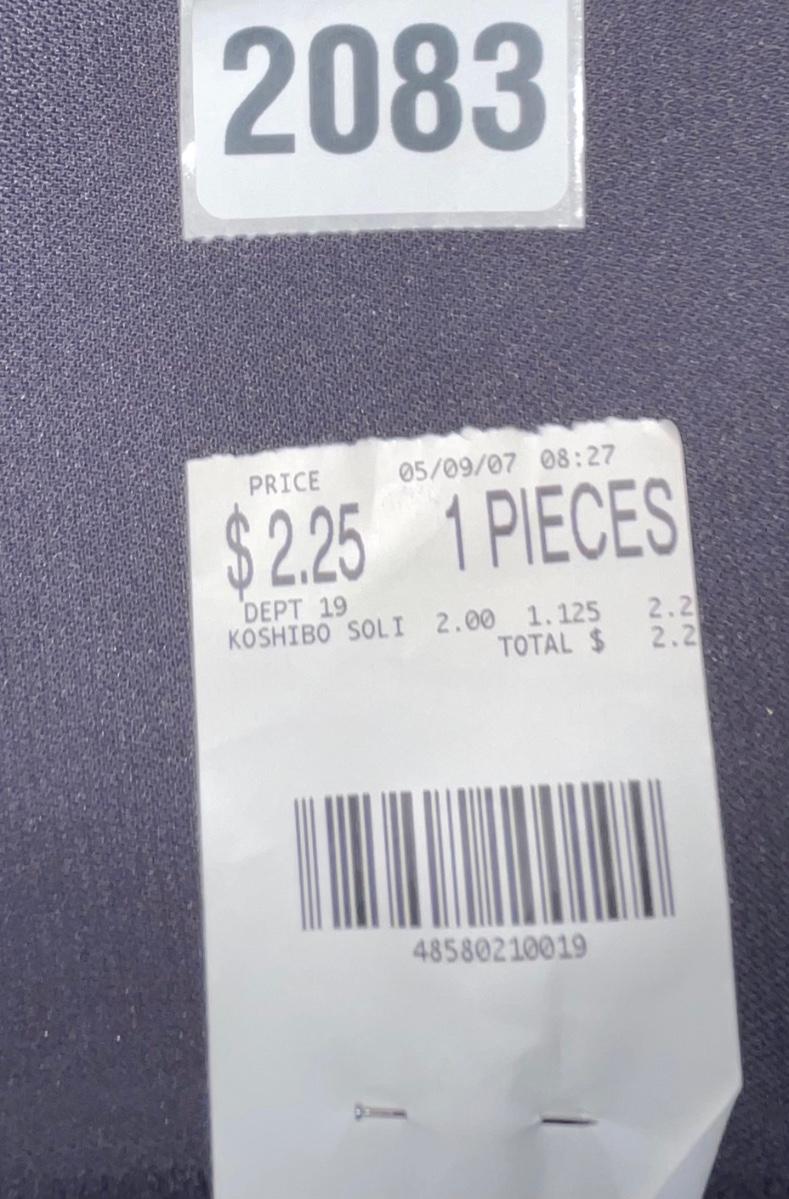 2083
PRICE 05/09/07 08:27
$2.25 1 PIECES
DEPT 19
KOSHIBO SOLI 2.00 1.125 2.2
TOTAL $ 2.2
48580210019